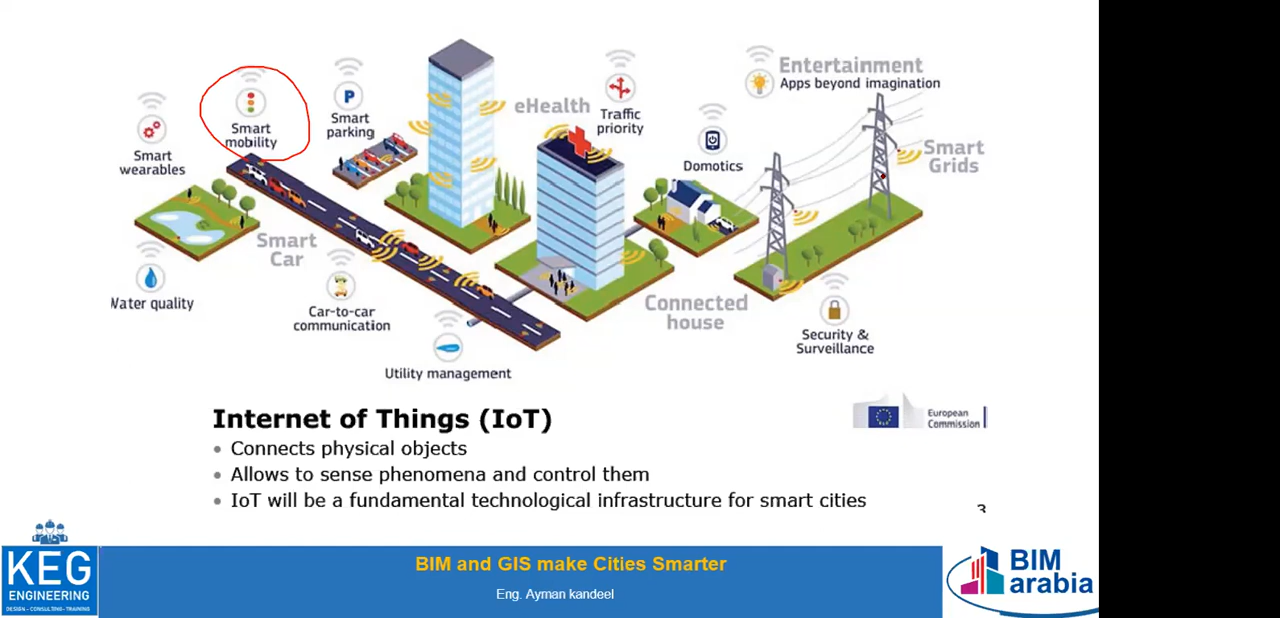 Entertainment
Apps beyond imagination
eHealth
Traffic
priority
Smart
parking
Smart
mobility
P
Smart
wearables
Domotics
Smart
Grids
Smart
Car
Water quality
Car-to-car
communication
Connected
house
Security &
Surveillance
Utility management
Internet of Things (IoT)
European
Commission
• Connects physical objects
• Allows to sense phenomena and control them
• IoT will be a fundamental technological infrastructure for smart cities
3
KEG
ENGINEERING
DESIGN - CONSULTING - TRAINING
BIM and GIS make Cities Smarter
Eng. Ayman kandeel
BIM
arabia